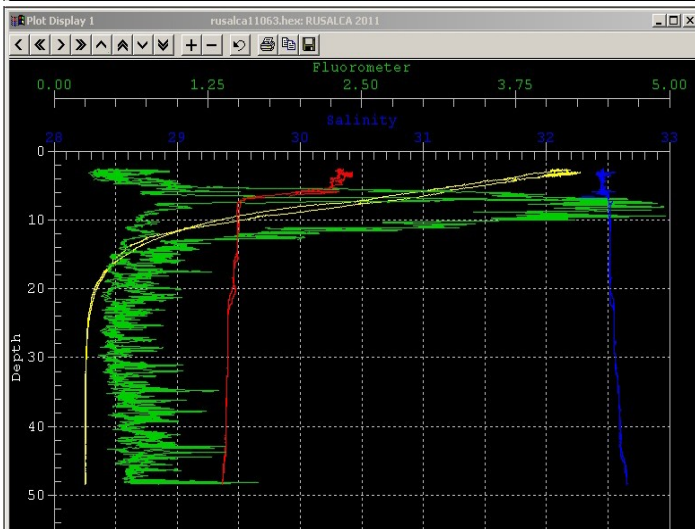 Plot Display 1 rusalca11063.hex: RUSALCA 2011
Fluorometer
0.00 1.25 2.50 3.75 5.00
Salinity
28 29 30 31 32 33
0
10
20
30
40
50
Depth